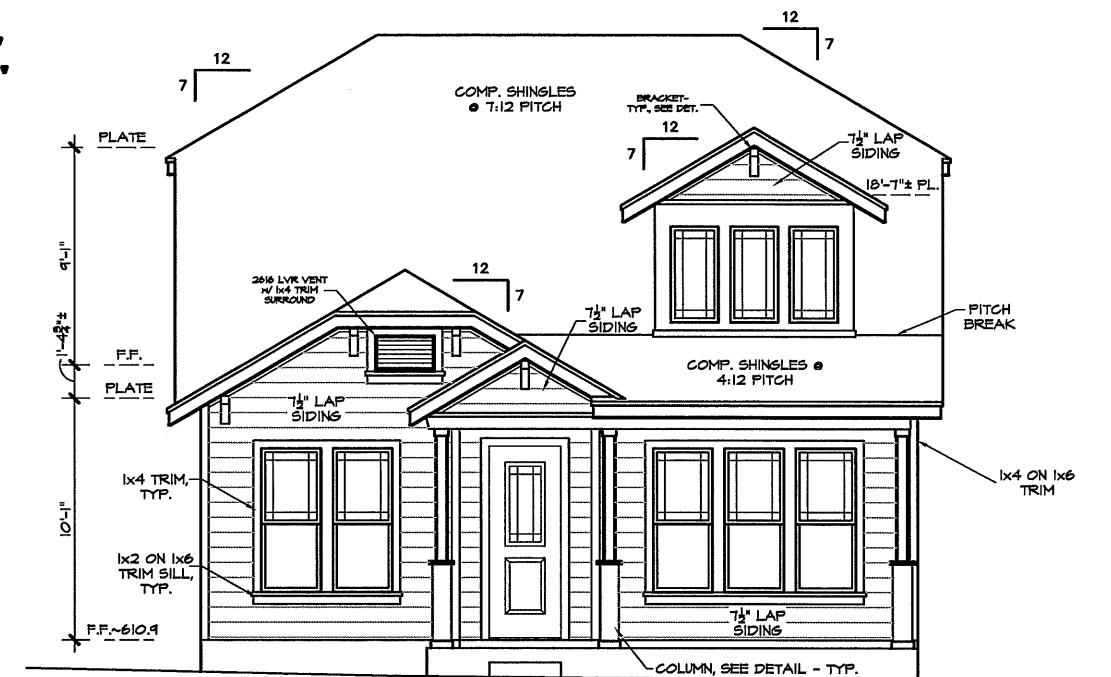 12
7
12
7
COMP. SHINGLES
@ 7:12 PITCH
BRACKET-
TYP., SEE DET.
12
7
7½" LAP
SIDING
18'-7"± PL.
PLATE
9'-1"
1'-4¾"±
F.F.
PLATE
10'-1"
F.F.~610.9
2616 LVR VENT
W/ 1x4 TRIM
SURROUND
12
7
7½" LAP
SIDING
PITCH
BREAK
COMP. SHINGLES @
4:12 PITCH
7½" LAP
SIDING
1x4 TRIM,
TYP.
1x4 ON 1x6
TRIM
1x2 ON 1x6
TRIM SILL,
TYP.
7½" LAP
SIDING
COLUMN, SEE DETAIL - TYP.